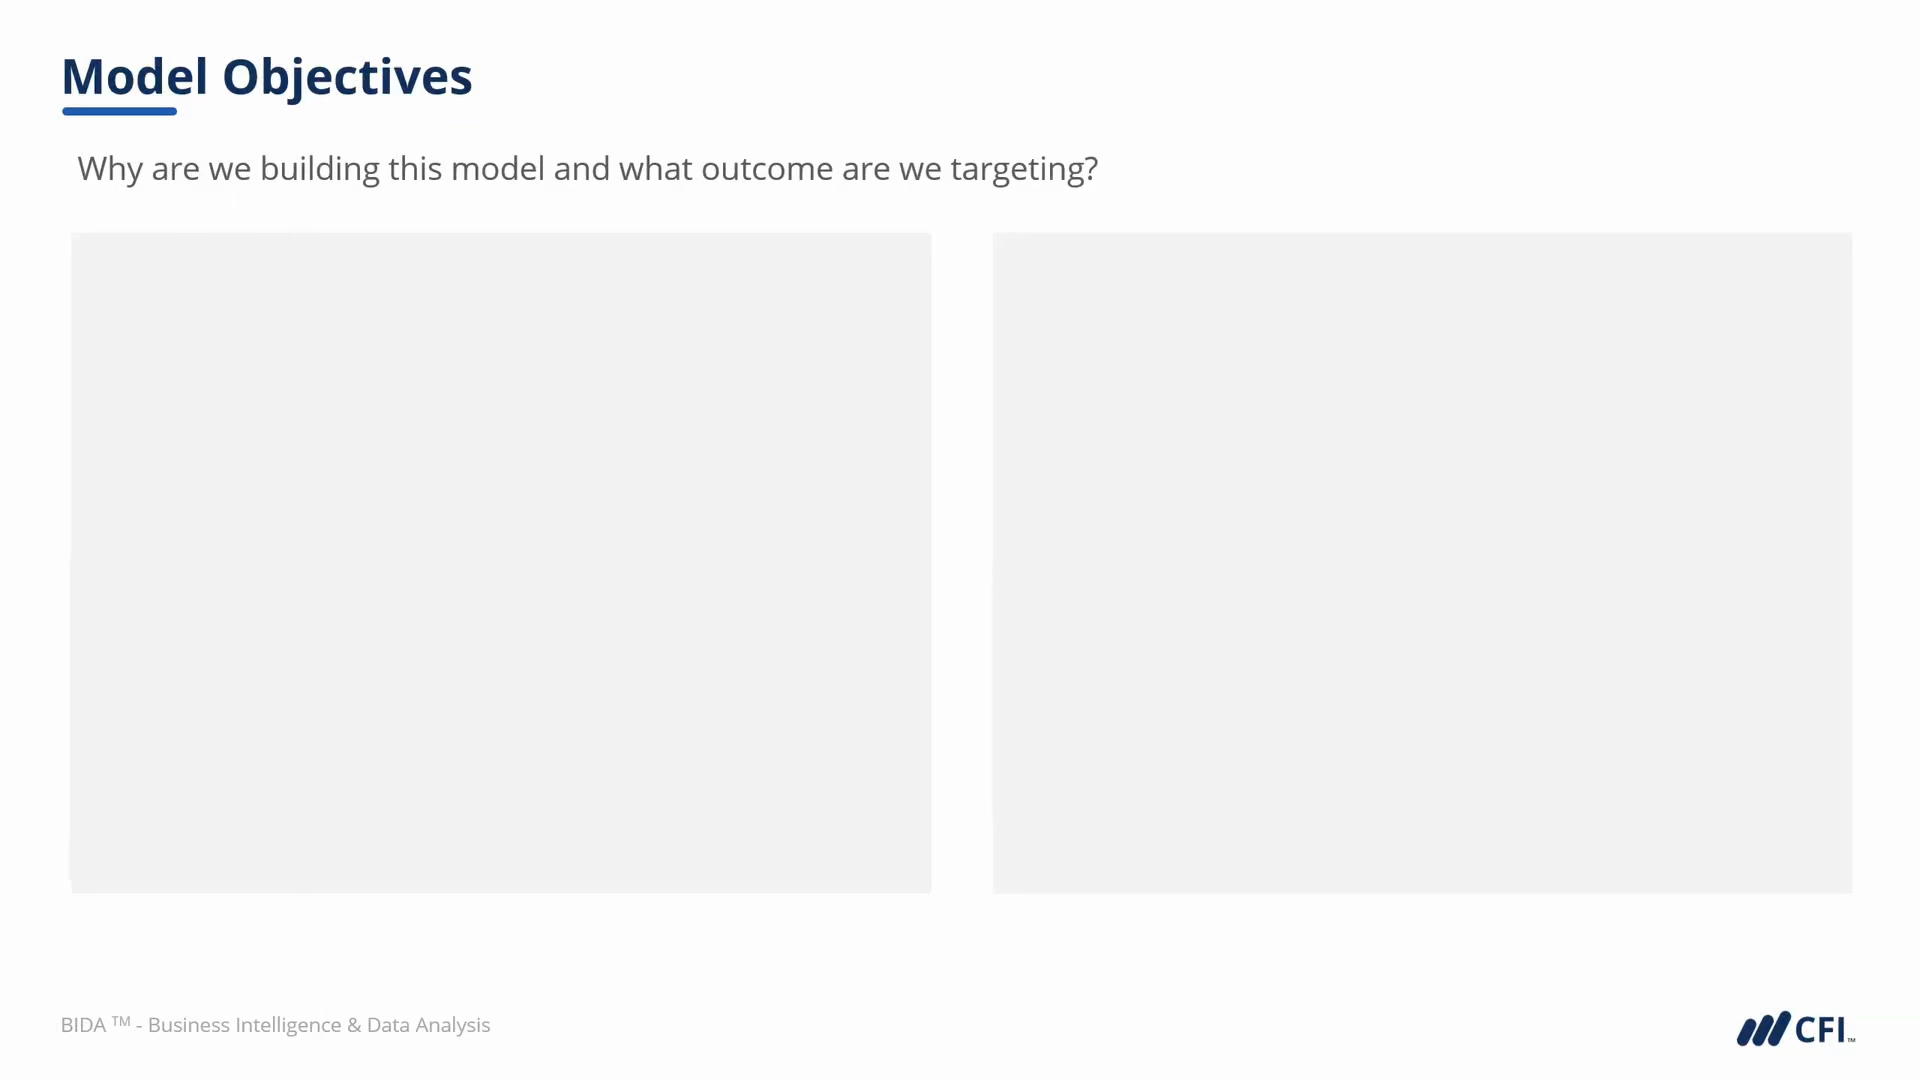 Model Objectives
Why are we building this model and what outcome are we targeting?
BIDA ™ - Business Intelligence & Data Analysis
CFI™